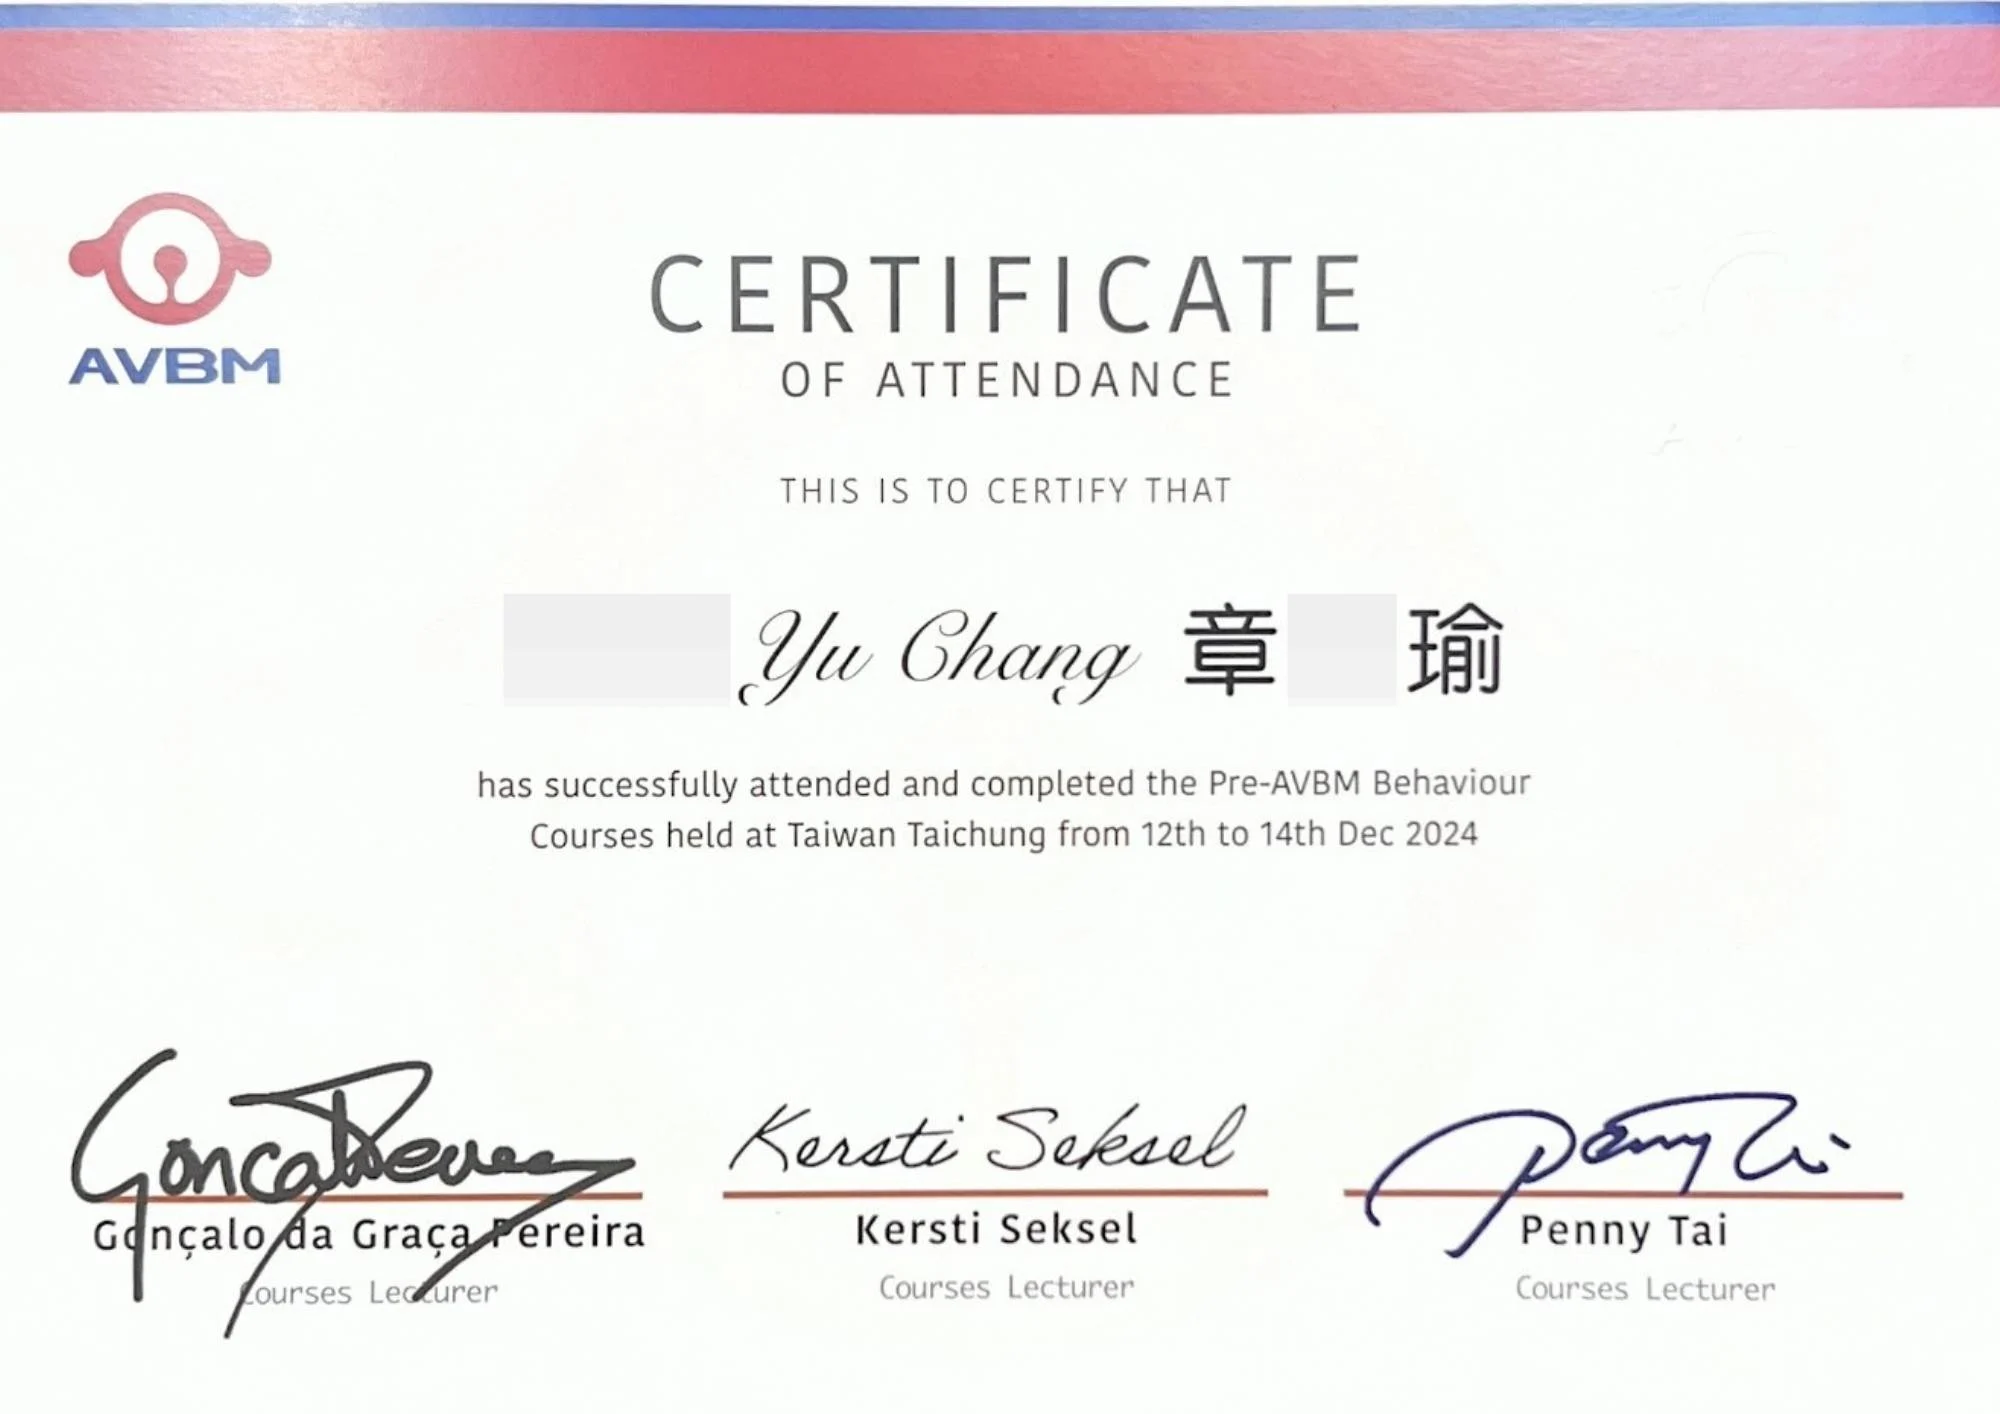 AVBM
CERTIFICATE
OF ATTENDANCE
THIS IS TO CERTIFY THAT
Yu Chang 章 瑜
has successfully attended and completed the Pre-AVBM Behaviour
Courses held at Taiwan Taichung from 12th to 14th Dec 2024
Kersti Seksel
Gonçalo da Graça Pereira
Courses Lecturer
Kersti Seksel
Courses Lecturer
Penny Tai
Courses Lecturer